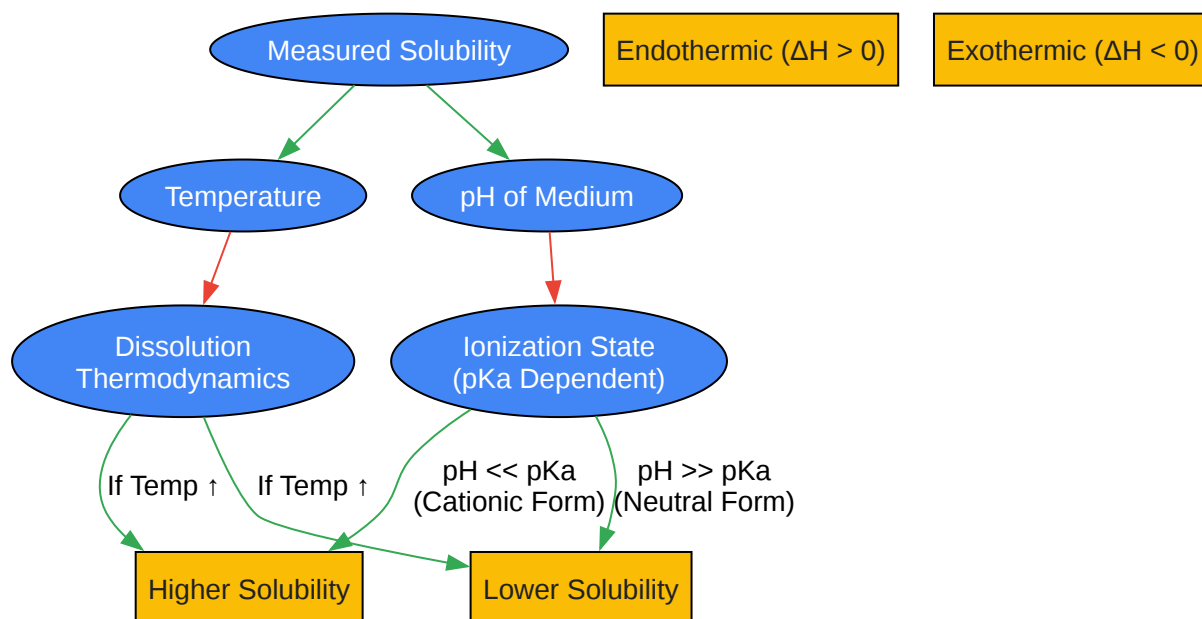 Measured Solubility
Endothermic (ΔH > 0)
Exothermic (ΔH < 0)
Temperature
pH of Medium
Dissolution
Thermodynamics
Ionization State
(pKa Dependent)
If Temp ↑
If Temp ↑
pH << pKa
(Cationic Form)
pH >> pKa
(Neutral Form)
Higher Solubility
Lower Solubility